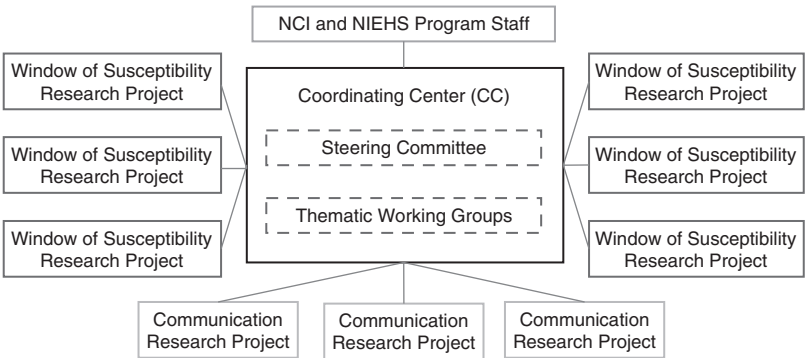 NCI and NIEHS Program Staff
Window of Susceptibility
Research Project
Window of Susceptibility
Research Project
Window of Susceptibility
Research Project
Coordinating Center (CC)
Steering Committee
Thematic Working Groups
Window of Susceptibility
Research Project
Window of Susceptibility
Research Project
Window of Susceptibility
Research Project
Communication
Research Project
Communication
Research Project
Communication
Research Project